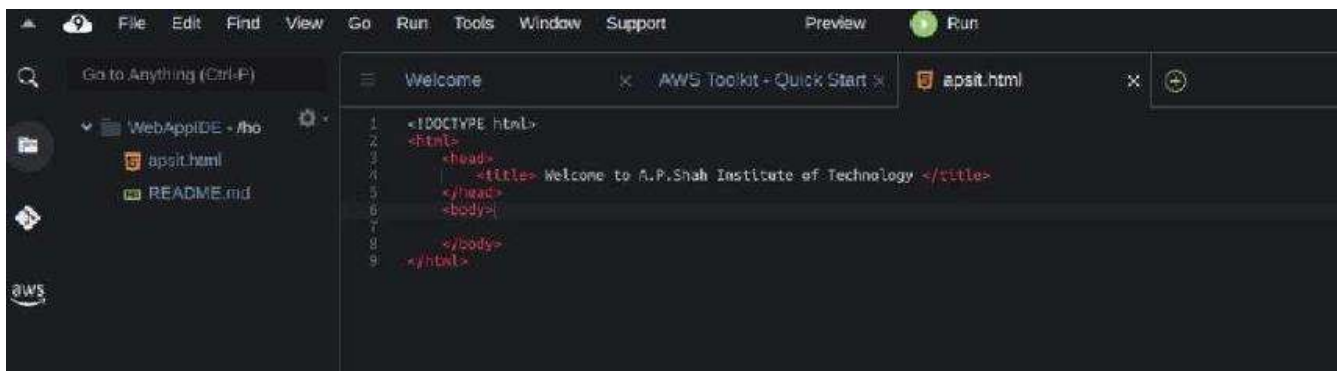 File Edit Find View Go Run Tools Window Support Preview Run
Go to Anything (Ctrl-P)
Welcome
AWS Toolkit - Quick Start
apsit.html
WebAppIDE - /ho
apsit.html
README.md
aws
1 <!DOCTYPE html>
2 <html>
3 <head>
4 <title> Welcome to A.P.Shah Institute of Technology </title>
5 </head>
6 <body>
7
8 </body>
9 </html>